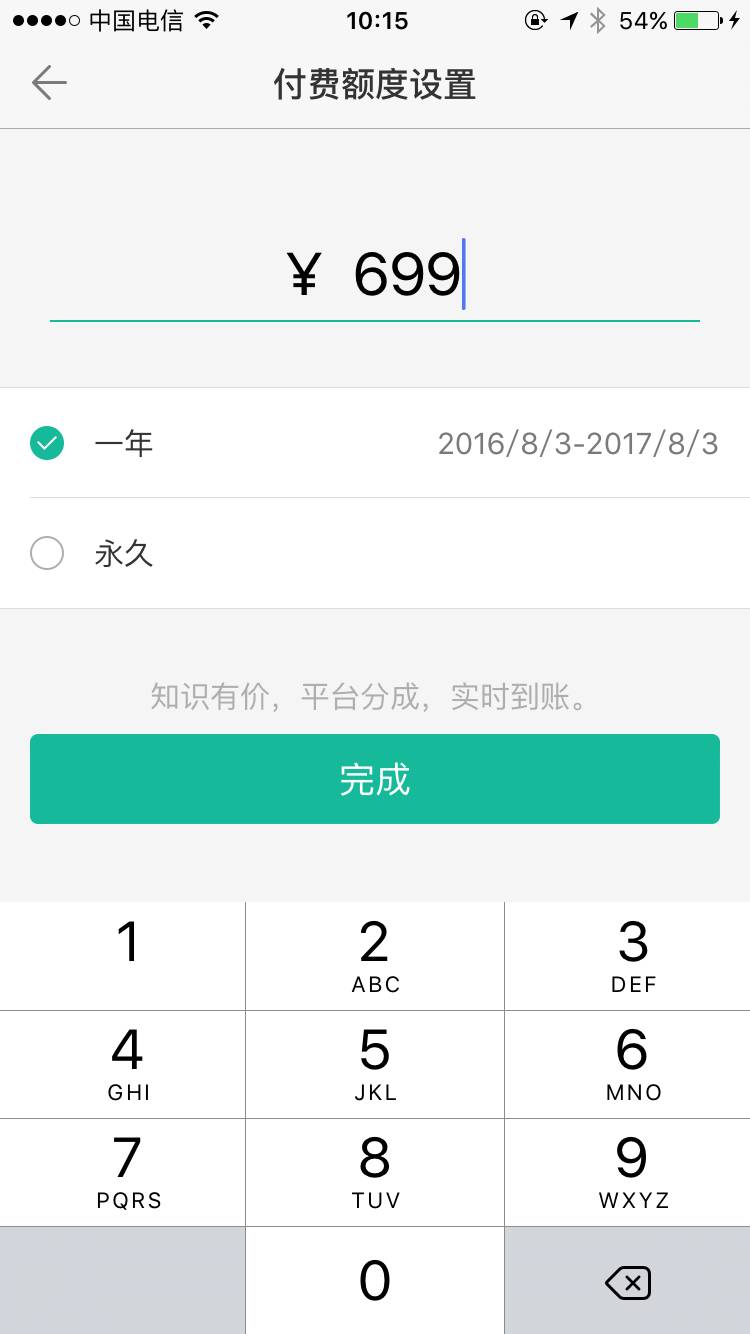 中国电信 10:15 54%
付费额度设置
¥ 699
一年 2016/8/3-2017/8/3
永久
知识有价，平台分成，实时到账。
完成
1 2 3
ABC DEF
4 5 6
GHI JKL MNO
7 8 9
PQRS TUV WXYZ
0